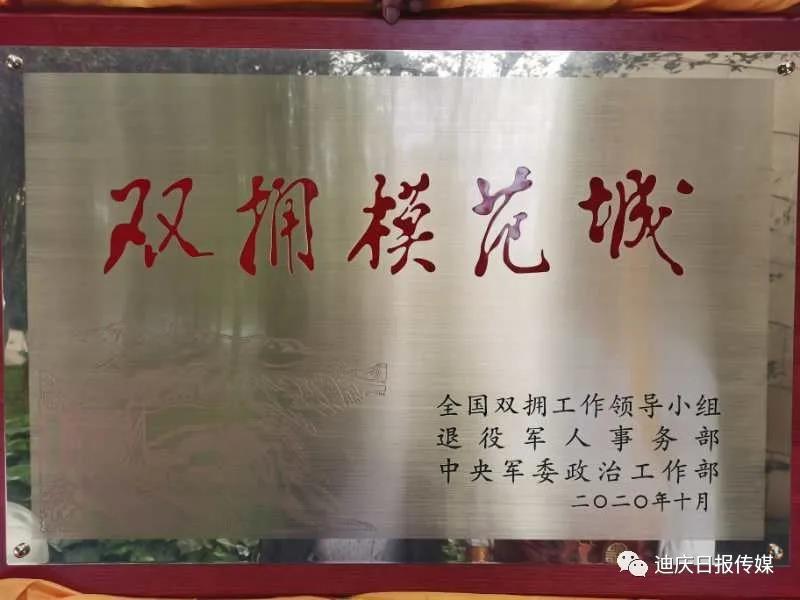 双拥模范城
全国双拥工作领导小组
退役军人事务部
中央军委政治工作部
二〇二〇年十月
迪庆日报传媒